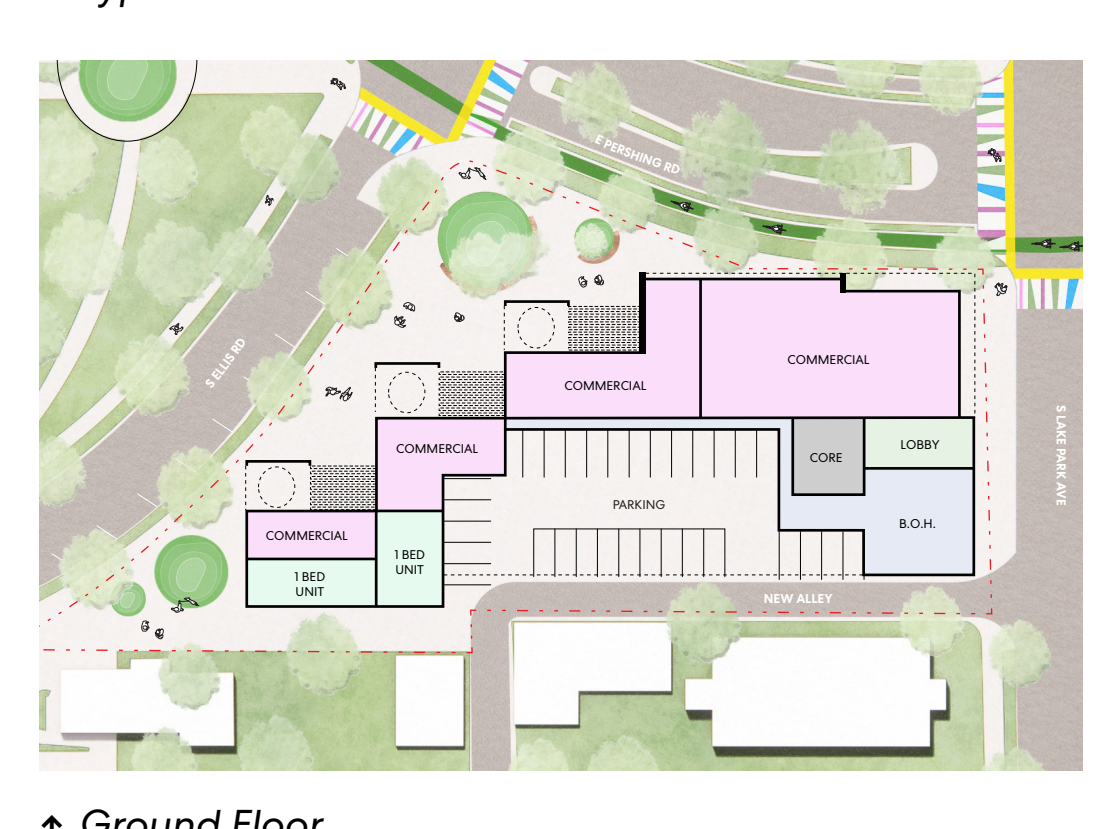 E PERSHING RD
S ELLIS RD
COMMERCIAL
COMMERCIAL
S LAKE PARK AVE
COMMERCIAL
LOBBY
CORE
PARKING
B.O.H.
COMMERCIAL
1 BED
UNIT
1 BED
UNIT
NEW ALLEY
↑ Ground Floor